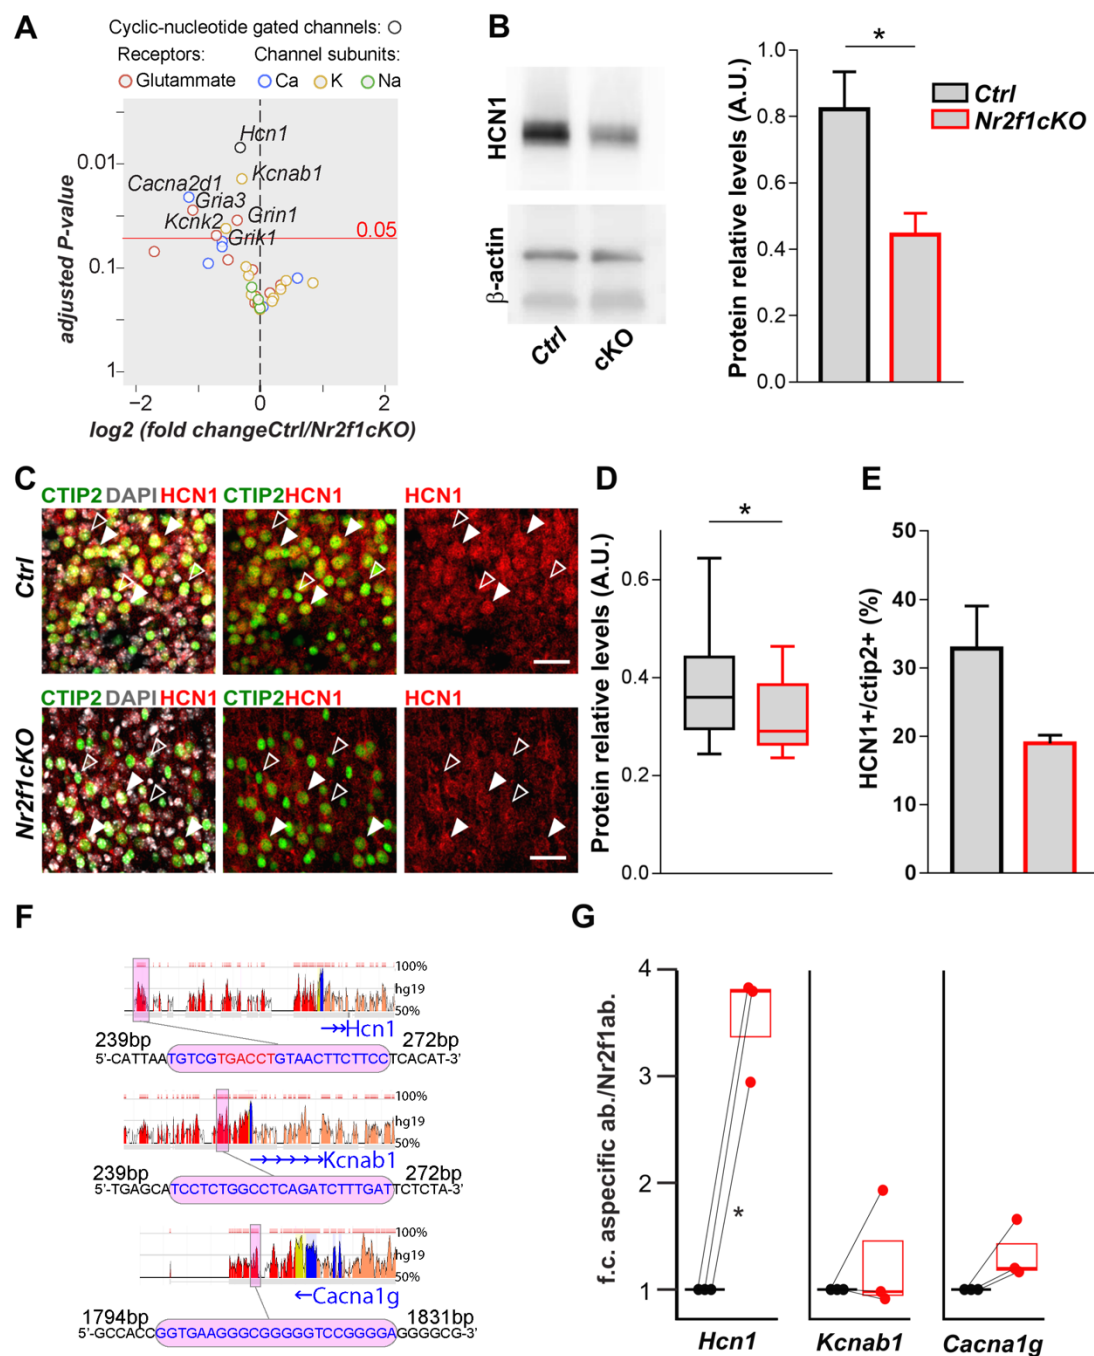 A
Cyclic-nucleotide gated channels:
Receptors: Channel subunits:
Glutammate Ca K Na
Hcn1
0.01
Kcnab1
Cacna2d1
Gria3
Kcnk2 Grin1
0.05
Grik1
0.1
1
adjusted P-value
−2 0 2
log2 (fold changeCtrl/Nr2f1cKO)
B
HCN1
β-actin
Ctrl cKO
Protein relative levels (A.U.)
1.0
0.8
0.6
0.4
0.2
0.0
*
Ctrl
Nr2f1cKO
C
CTIP2 DAPI HCN1 CTIP2 HCN1 HCN1
Ctrl
CTIP2 DAPI HCN1 CTIP2 HCN1 HCN1
Nr2f1cKO
D
Protein relative levels (A.U.)
*
0.6
0.4
0.2
0.0
E
HCN1+/ctip2+ (%)
50
40
30
20
10
0
F
100%
hg19
50%
Hcn1
239bp 272bp
5'-CATTAATGTCGTGACCTGTAACTTCTTCCTCACAT-3'
100%
hg19
50%
Kcnab1
239bp 272bp
5'-TGAGCATCCTCTGGCCTCAGATCTTTGATTCTCTA-3'
100%
hg19
50%
Cacna1g
1794bp 1831bp
5'-GCCACCGGTGAAGGGCGGGGGTCCGGGGAGGGGCG-3'
G
f.c. aspecific ab./Nr2f1ab.
4
3
2
1
*
Hcn1 Kcnab1 Cacna1g